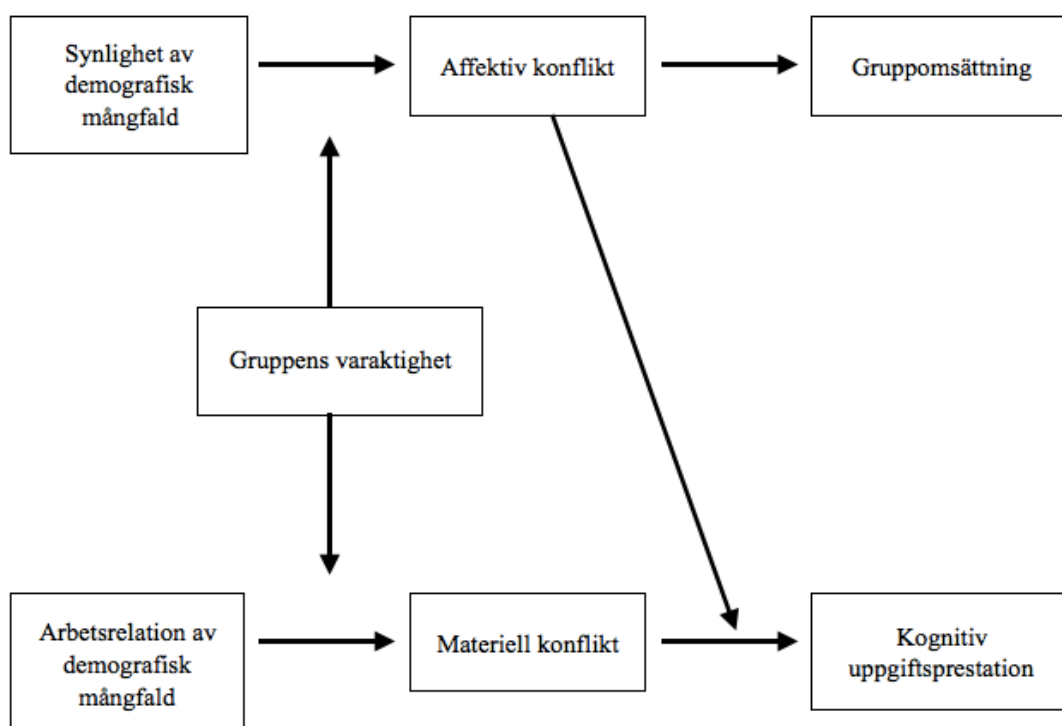 Synlighet av
demografisk
mångfald
Affektiv konflikt
Gruppomsättning
Gruppens varaktighet
Arbetsrelation av
demografisk
mångfald
Materiell konflikt
Kognitiv
uppgiftsprestation